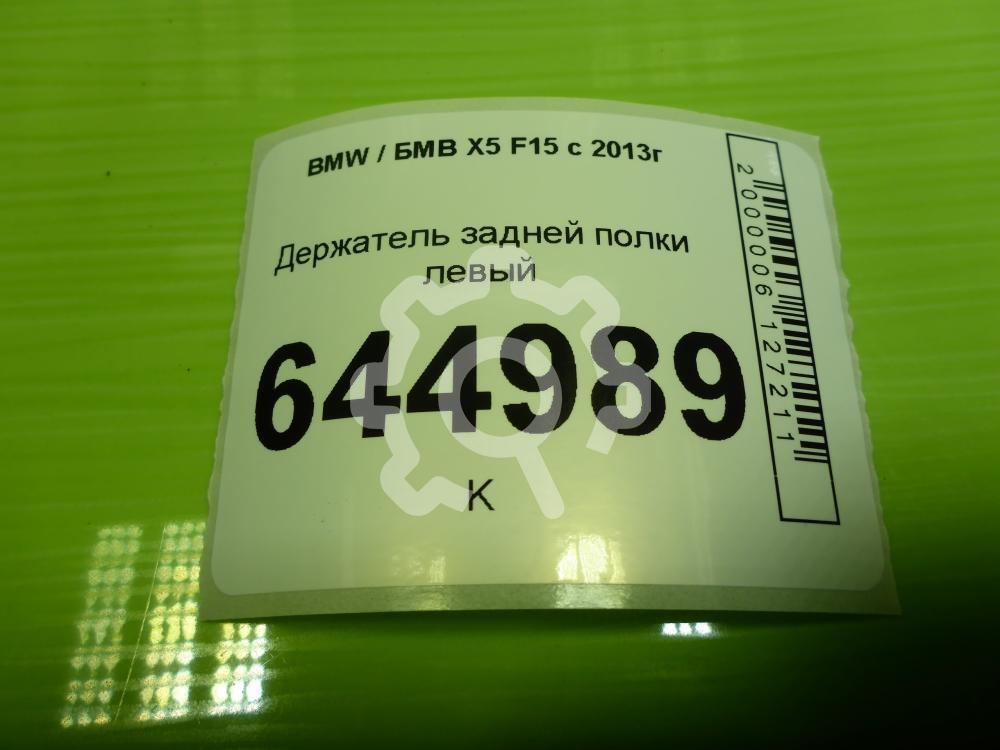 BMW / БМВ X5 F15 с 2013г
Держатель задней полки
левый
644989
К
2000006127211